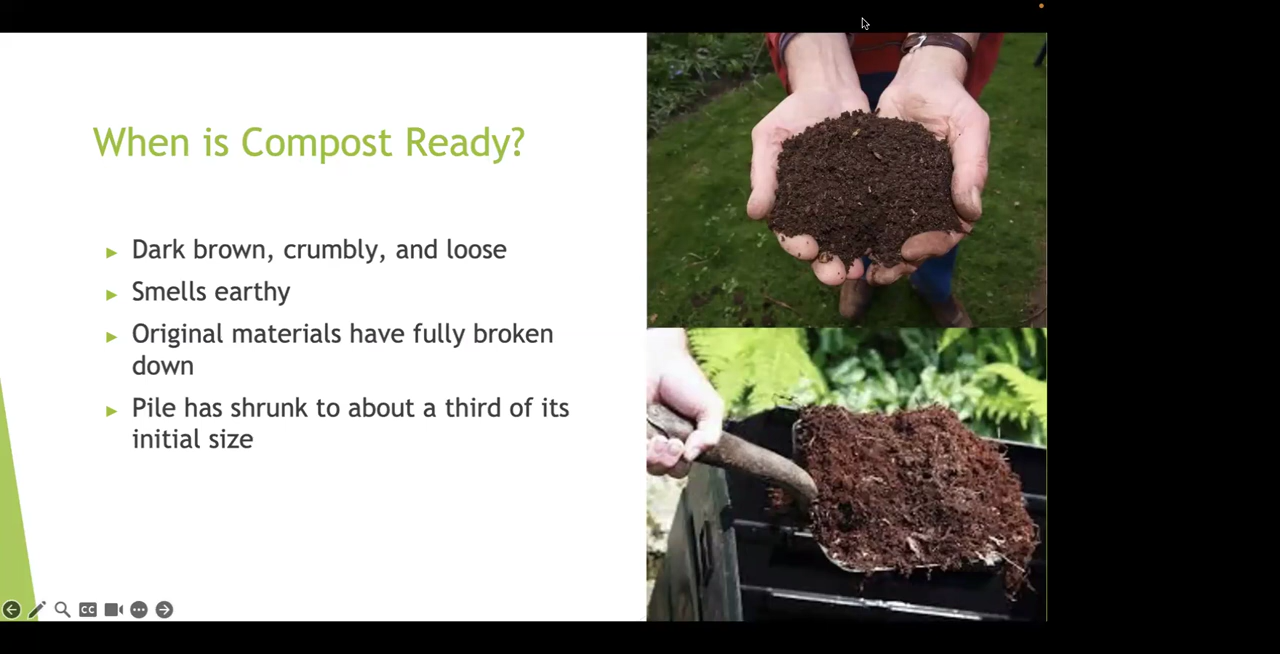 When is Compost Ready?
Dark brown, crumbly, and loose
Smells earthy
Original materials have fully broken
down
Pile has shrunk to about a third of its
initial size
CC